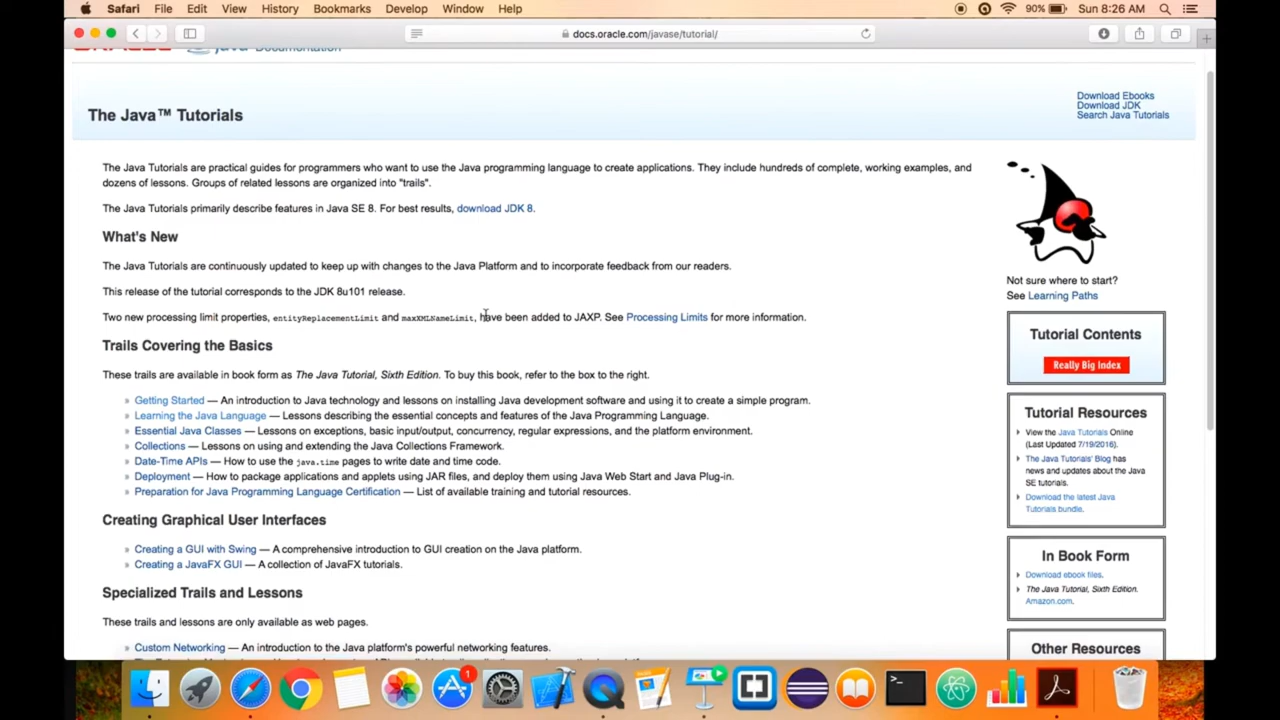 Safari File Edit View History Bookmarks Develop Window Help 90% Sun 8:26 AM
docs.oracle.com/javase/tutorial/
The Java™ Tutorials
Download Ebooks
Download JDK
Search Java Tutorials
The Java Tutorials are practical guides for programmers who want to use the Java programming language to create applications. They include hundreds of complete, working examples, and
dozens of lessons. Groups of related lessons are organized into "trails".
The Java Tutorials primarily describe features in Java SE 8. For best results, download JDK 8.
What's New
The Java Tutorials are continuously updated to keep up with changes to the Java Platform and to incorporate feedback from our readers.
This release of the tutorial corresponds to the JDK 8u101 release.
Two new processing limit properties, entityReplacementLimit and maxXMLNameLimit, have been added to JAXP. See Processing Limits for more information.
Trails Covering the Basics
These trails are available in book form as The Java Tutorial, Sixth Edition. To buy this book, refer to the box to the right.
» Getting Started — An introduction to Java technology and lessons on installing Java development software and using it to create a simple program.
» Learning the Java Language — Lessons describing the essential concepts and features of the Java Programming Language.
» Essential Java Classes — Lessons on exceptions, basic input/output, concurrency, regular expressions, and the platform environment.
» Collections — Lessons on using and extending the Java Collections Framework.
» Date-Time APIs — How to use the java.time pages to write date and time code.
» Deployment — How to package applications and applets using JAR files, and deploy them using Java Web Start and Java Plug-in.
» Preparation for Java Programming Language Certification — List of available training and tutorial resources.
Creating Graphical User Interfaces
» Creating a GUI with Swing — A comprehensive introduction to GUI creation on the Java platform.
» Creating a JavaFX GUI — A collection of JavaFX tutorials.
Specialized Trails and Lessons
These trails and lessons are only available as web pages.
» Custom Networking — An introduction to the Java platform's powerful networking features.
Not sure where to start?
See Learning Paths
Tutorial Contents
Really Big Index
Tutorial Resources
View the Java Tutorials Online
(Last Updated 7/19/2016).
The Java Tutorials' Blog has
news and updates about the Java
SE tutorials.
Download the latest Java
Tutorials bundle.
In Book Form
Download ebook files.
The Java Tutorial, Sixth Edition.
Amazon.com.
Other Resources
1